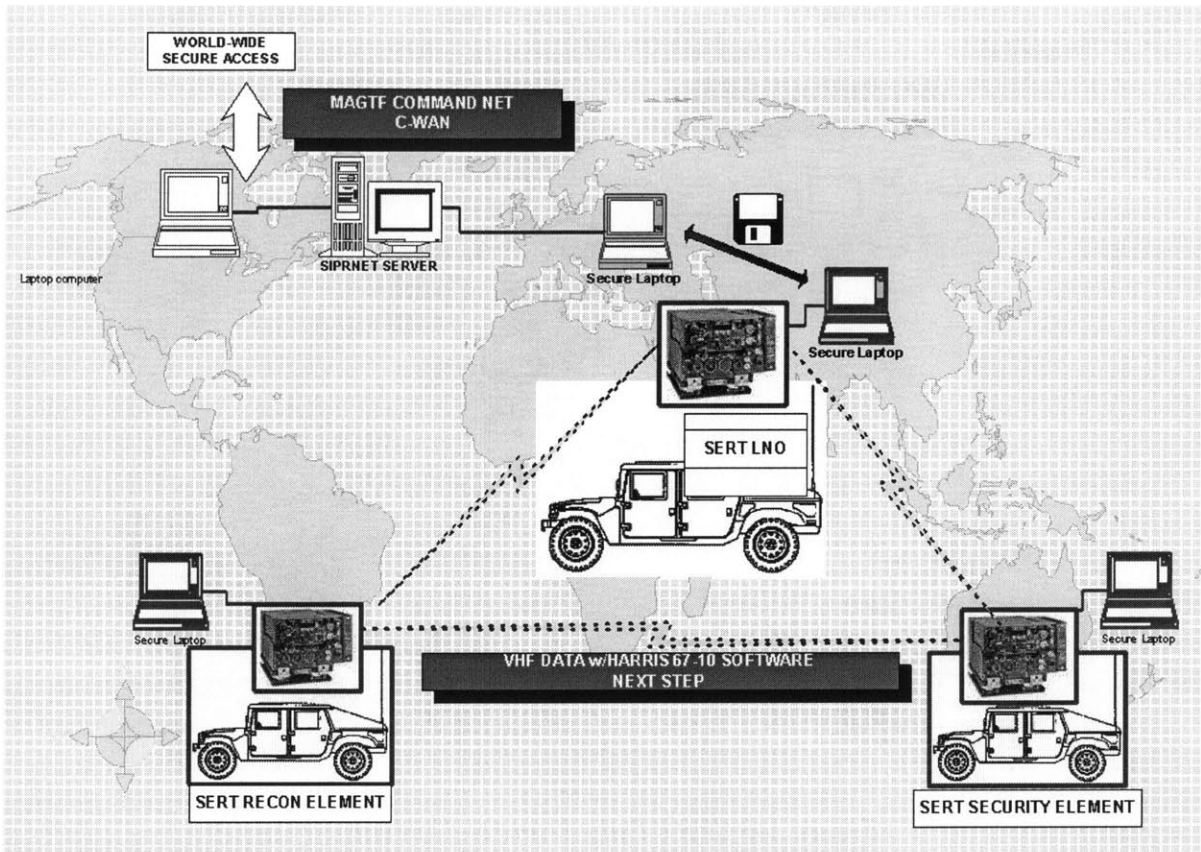 WORLD-WIDE
SECURE ACCESS
MAGTF COMMAND NET
C-WAN
SIPRNET SERVER
Laptop computer
Secure Laptop
Secure Laptop
SERT LNO
Secure Laptop
Secure Laptop
VHF DATA w/HARRIS 67-10 SOFTWARE
NEXT STEP
SERT RECON ELEMENT
SERT SECURITY ELEMENT